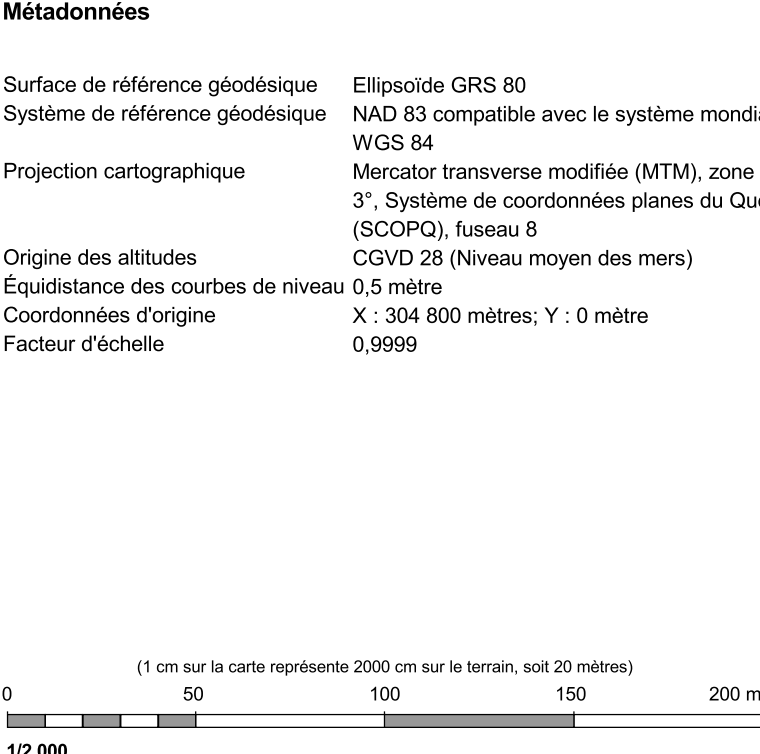 Métadonnées
Surface de référence géodésique Ellipsoïde GRS 80
Système de référence géodésique NAD 83 compatible avec le système
WGS 84
Projection cartographique Mercator transverse modifiée (MTM), zone
3°, Système de coordonnées planes du
(SCOPQ), fuseau 8
Origine des altitudes CGVD 28 (Niveau moyen des mers)
Équidistance des courbes de niveau 0,5 mètre
Coordonnées d'origine X : 304 800 mètres; Y : 0 mètre
Facteur d'échelle 0,9999
(1 cm sur la carte représente 2000 cm sur le terrain, soit 20 mètres)
0 50 100 150 200 m
1/2 000